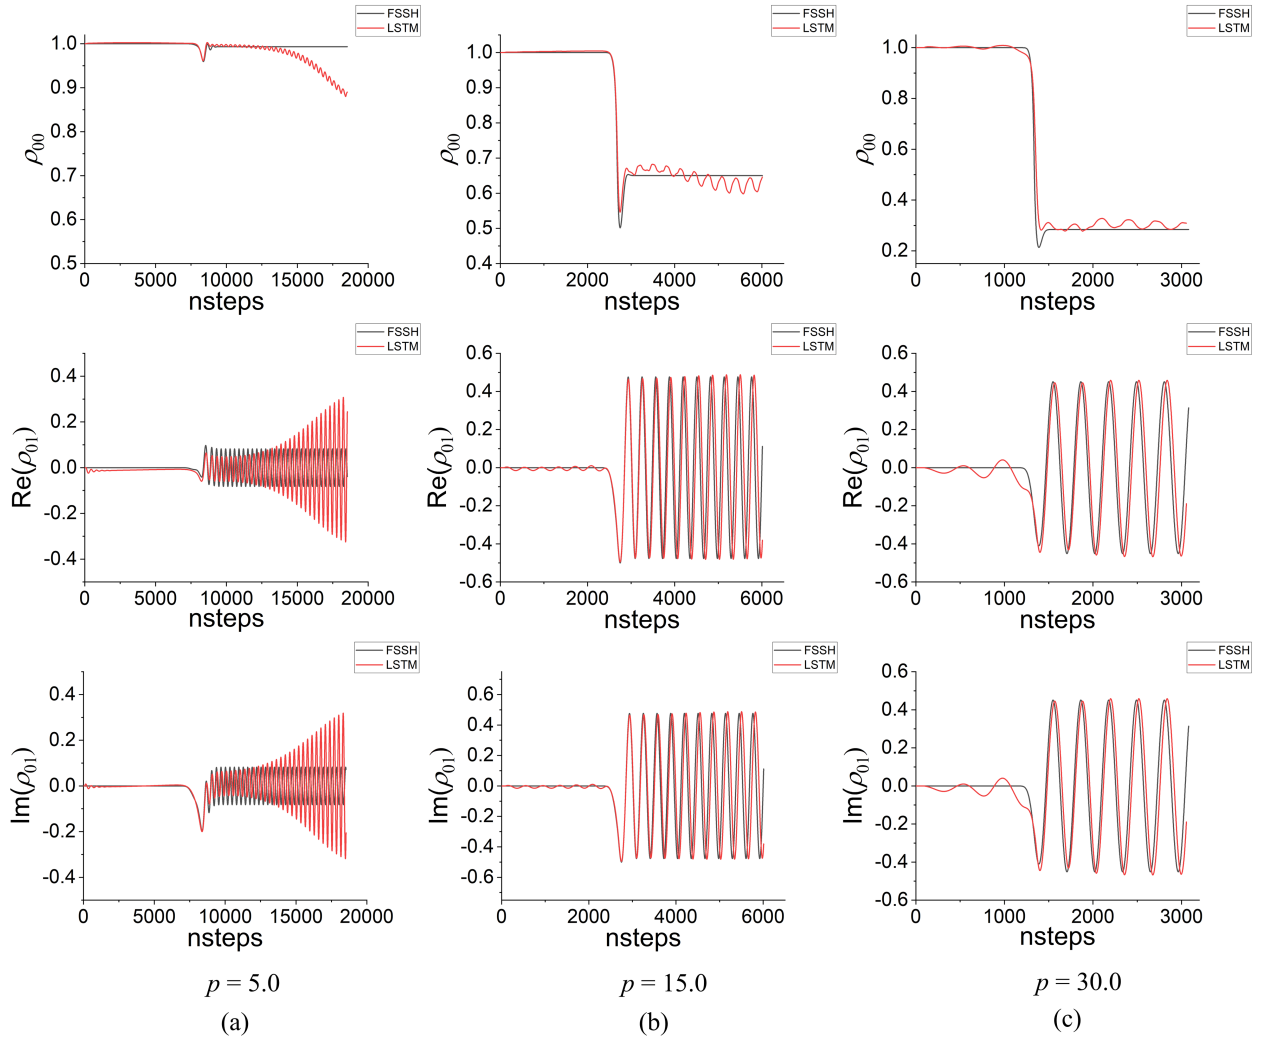 FSSH
LSTM
1.0
0.9
0.8
0.7
0.6
0.5
ρ00
0 5000 10000 15000 20000
nsteps
FSSH
LSTM
1.0
0.9
0.8
0.7
0.6
0.5
0.4
ρ00
0 2000 4000 6000
nsteps
FSSH
LSTM
1.0
0.8
0.6
0.4
0.2
ρ00
0 1000 2000 3000
nsteps
FSSH
LSTM
0.4
0.2
0.0
-0.2
-0.4
Re(ρ01)
0 5000 10000 15000 20000
nsteps
FSSH
LSTM
0.6
0.4
0.2
0.0
-0.2
-0.4
-0.6
Re(ρ01)
0 2000 4000 6000
nsteps
FSSH
LSTM
0.6
0.4
0.2
0.0
-0.2
-0.4
-0.6
Re(ρ01)
0 1000 2000 3000
nsteps
FSSH
LSTM
0.4
0.2
0.0
-0.2
-0.4
Im(ρ01)
0 5000 10000 15000 20000
nsteps
FSSH
LSTM
0.6
0.4
0.2
0.0
-0.2
-0.4
-0.6
Im(ρ01)
0 2000 4000 6000
nsteps
FSSH
LSTM
0.6
0.4
0.2
0.0
-0.2
-0.4
-0.6
Im(ρ01)
0 1000 2000 3000
nsteps
p = 5.0
(a)
p = 15.0
(b)
p = 30.0
(c)